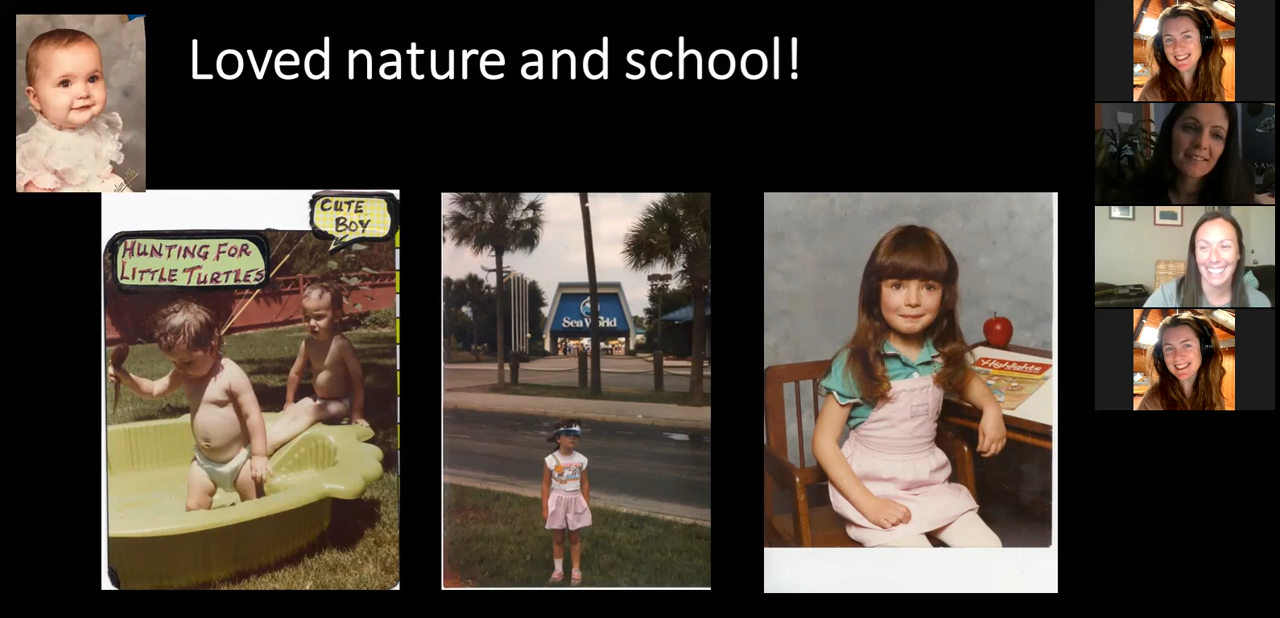 Loved nature and school!
CUTE
BOY
HUNTING FOR
LITTLE TURTLES
SeaWorld
Highlights